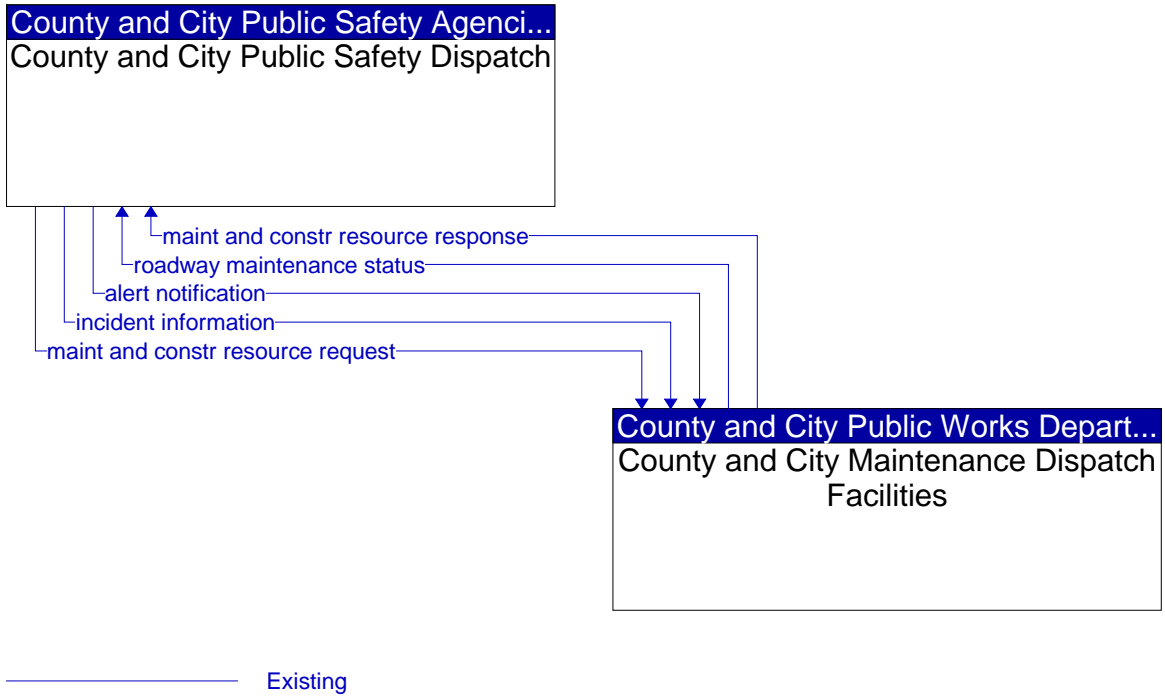 County and City Public Safety Agenci...
County and City Public Safety Dispatch
maint and constr resource response
roadway maintenance status
alert notification
incident information
maint and constr resource request
County and City Public Works Depart...
County and City Maintenance Dispatch
Facilities
Existing